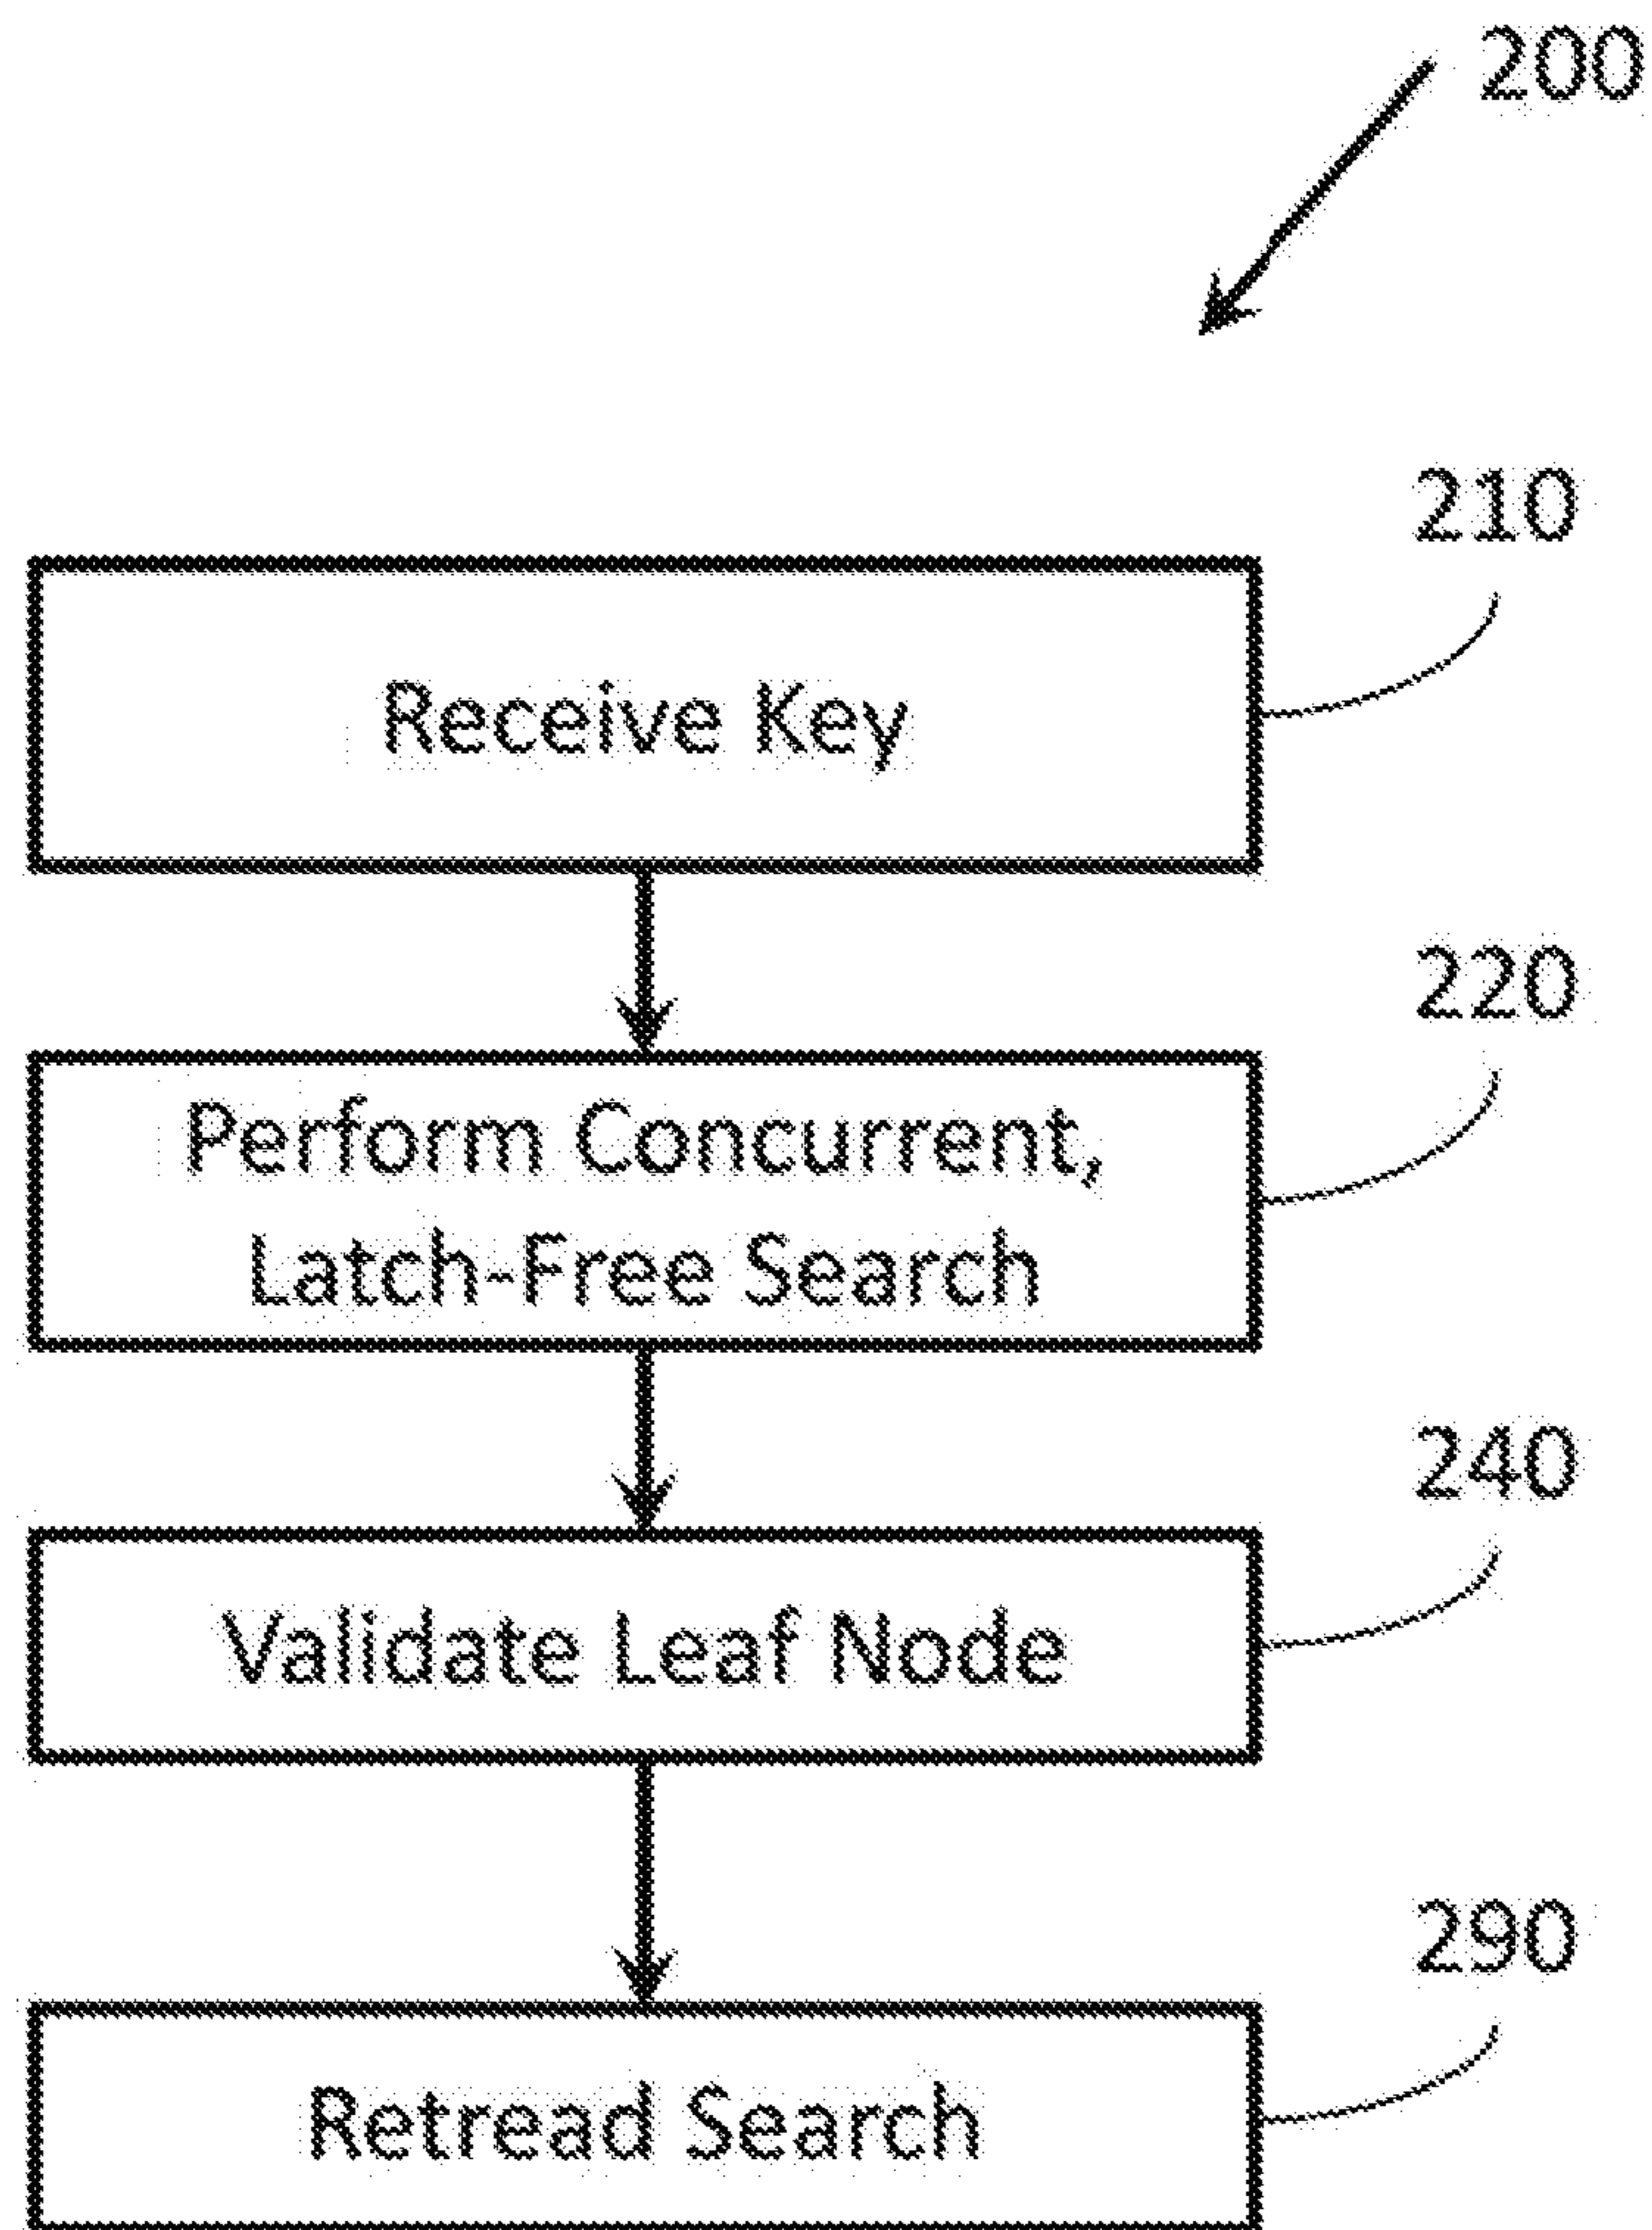 200
210
Receive Key
220
Perform Concurrent,
Latch-Free Search
240
Validate Leaf Node
290
Retread Search